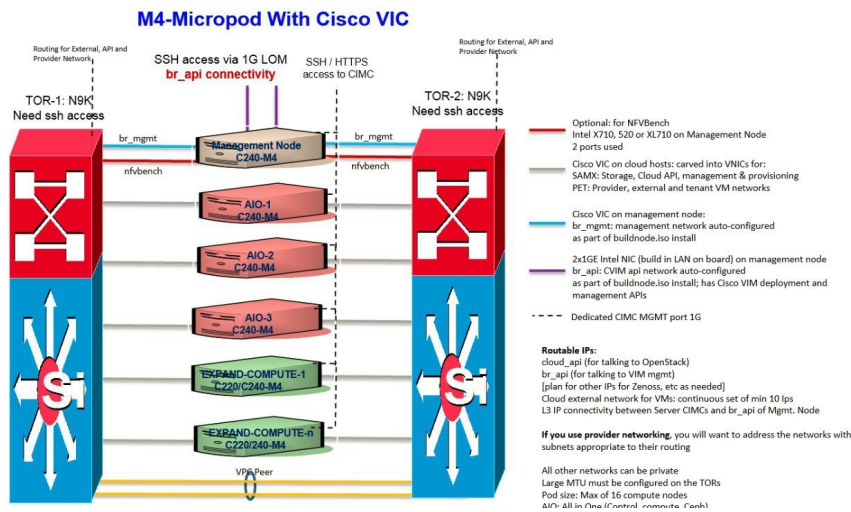 M4-Micropod With Cisco VIC
Routing for External, API and
Provider Network
SSH access via 1G LOM
br_api connectivity
SSH / HTTPS
access to CIMC
Routing for External, API and
Provider Network
TOR-1: N9K
Need ssh access
TOR-2: N9K
Need ssh access
br_mgmt
Management Node
C240-M4
br_mgmt
nfvbench
nfvbench
AIO-1
C240-M4
AIO-2
C240-M4
AIO-3
C240-M4
EXPAND-COMPUTE-1
C220/C240-M4
EXPAND-COMPUTE-n
C220/240-M4
VPC Peer
Si
Si
Optional: for NFVBench
Intel X710, 520 or XL710 on Management Node
2 ports used
Cisco VIC on cloud hosts: carved into VNICs for:
SAMX: Storage, Cloud API, management & provisioning
PET: Provider, external and tenant VM networks
Cisco VIC on management node:
br_mgmt: management network auto-configured
as part of buildnode.iso install
2x1GE Intel NIC (build in LAN on board) on management node
br_api: CVIM api network auto-configured
as part of buildnode.iso install; has Cisco VIM deployment and
management APIs
Dedicated CIMC MGMT port 1G
Routable IPs:
cloud_api (for talking to OpenStack)
br_api (for talking to VIM mgmt)
[plan for other IPs for Zenoss, etc as needed]
Cloud external network for VMs: continuous set of min 10 Ips
L3 IP connectivity between Server CIMCs and br_api of Mgmt. Node
If you use provider networking, you will want to address the networks with
subnets appropriate to their routing
All other networks can be private
Large MTU must be configured on the TORs
Pod size: Max of 16 compute nodes
AIO: All in One (Control, compute, Ceph)